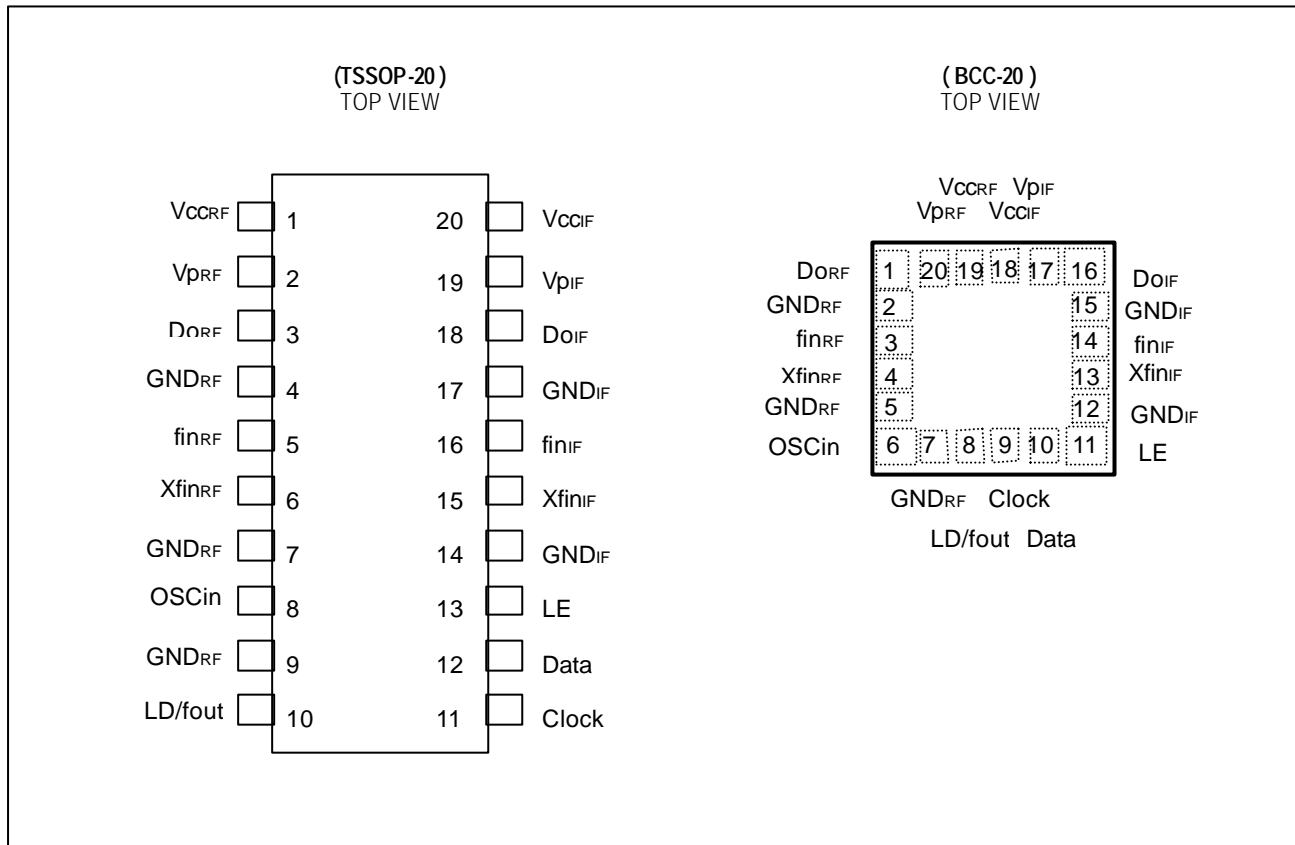 (TSSOP-20)
TOP VIEW
VccRF 1
VpRF 2
DoRF 3
GNDRF 4
finRF 5
XfinRF 6
GNDRF 7
OSCin 8
GNDRF 9
LD/fout 10
20 VccIF
19 VpIF
18 DoIF
17 GNDIF
16 finIF
15 XfinIF
14 GNDIF
13 LE
12 Data
11 Clock
(BCC-20)
TOP VIEW
VccRF VpIF
VpRF VccIF
DoRF 1 20 19 18 17 16 DoIF
GNDRF 2 15 GNDIF
finRF 3 14 finIF
XfinRF 4 13 XfinIF
GNDRF 5 12 GNDIF
OSCin 6 7 8 9 10 11 LE
GNDRF Clock
LD/fout Data